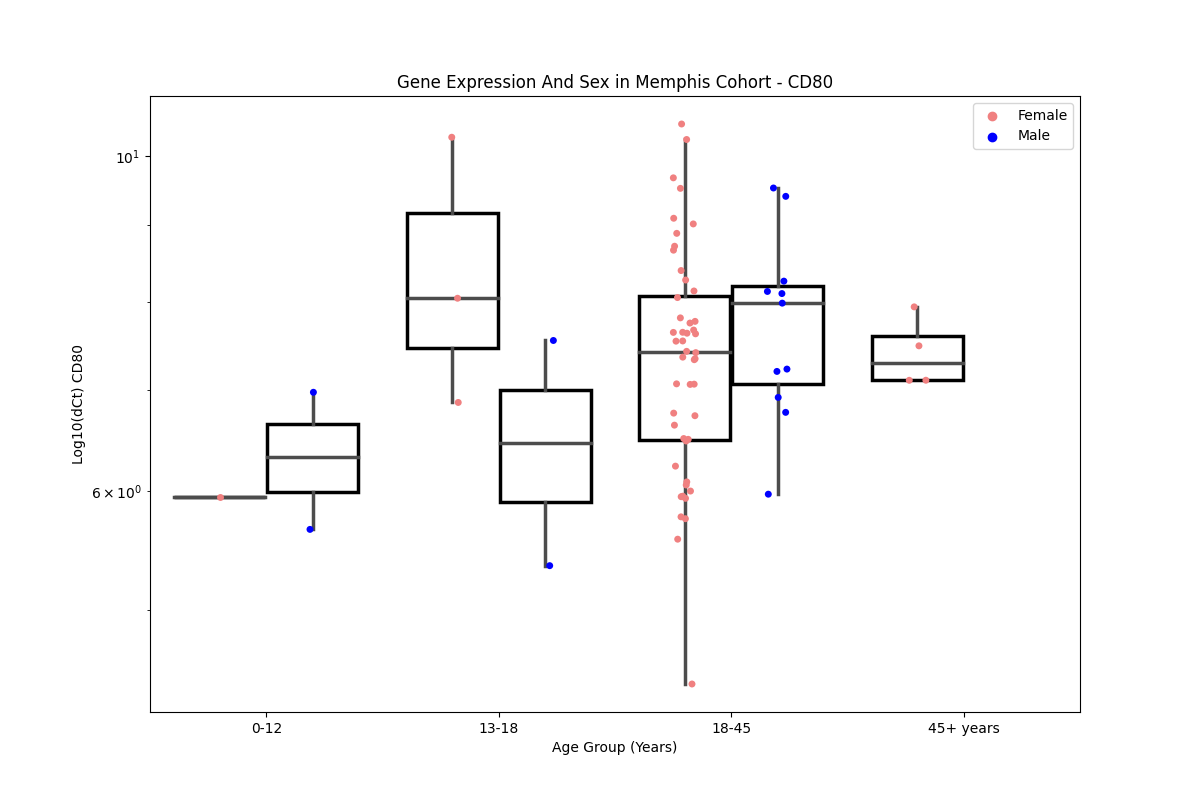 Gene Expression And Sex in Memphis Cohort - CD80
Female
Male
10¹
6 × 10⁰
Log10(dCt) CD80
0-12
13-18
18-45
45+ years
Age Group (Years)